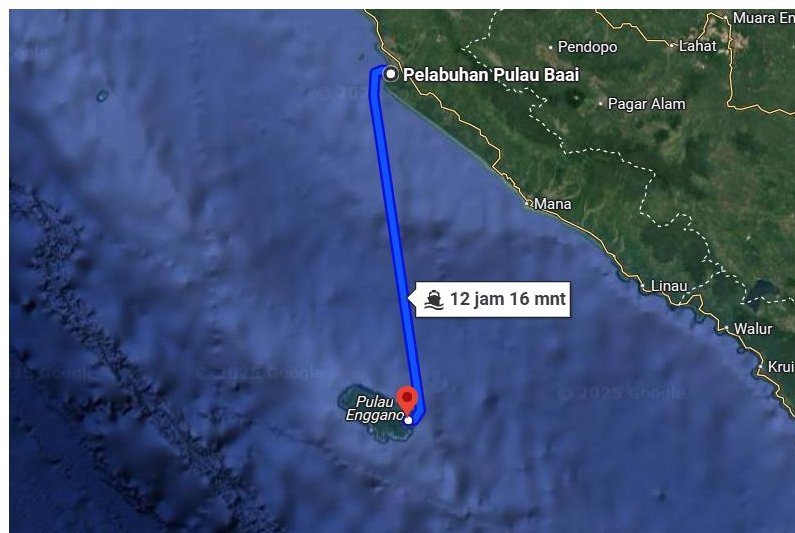 Muara En
Pendopo
Lahat
Pelabuhan Pulau Baai
Pagar Alam
Mana
Linau
12 jam 16 mnt
Walur
Krui
Pulau
Enggano
© 2025 Google